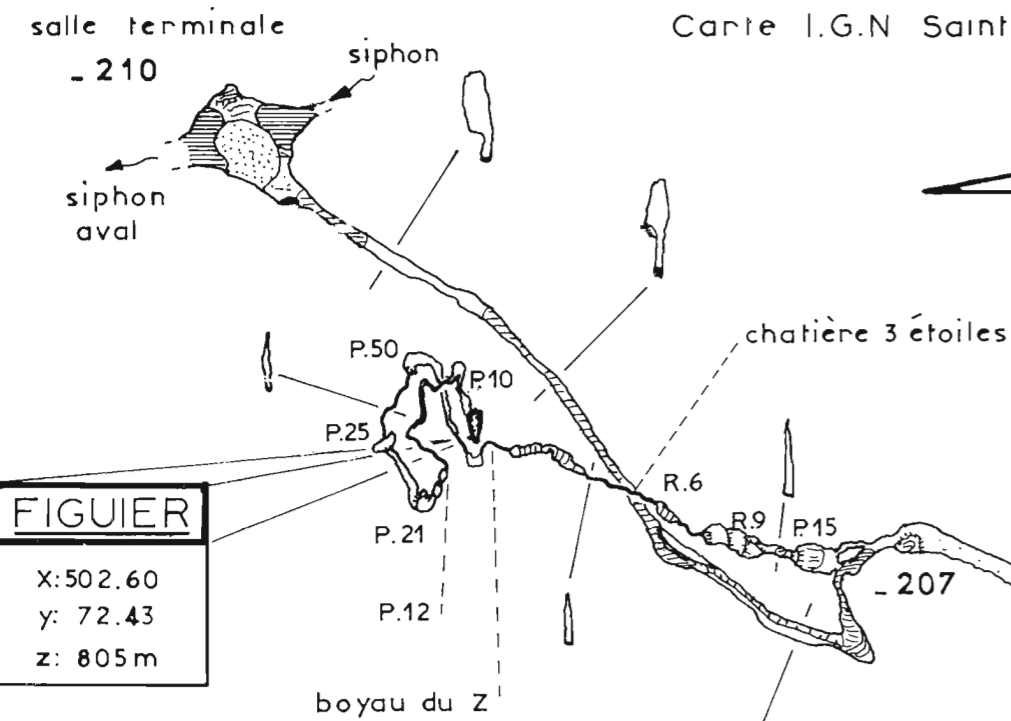 salle terminale
- 210
siphon
Carte I.G.N Saint
siphon
aval
chatière 3 étoiles
P.50
P.10
P.25
R.6
FIGUIER
R.9
P.15
P.21
X:502.60
- 207
y: 72.43
P.12
z: 805m
boyau du Z